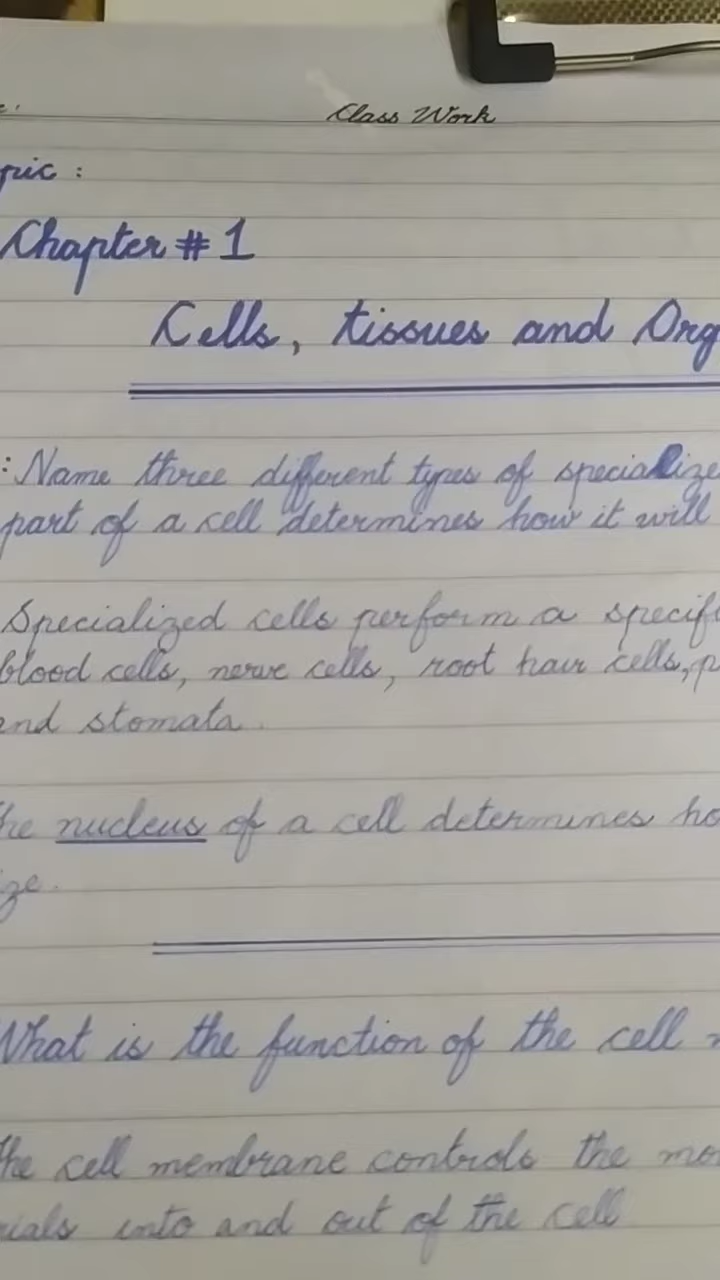 Class Work
pic :
Chapter # 1
Cells, tissues and Org
: Name three different types of specialize
part of a cell determines how it will
Specialized cells perform a specif
blood cells, nerve cells, root hair cells, p
and stomata.
he nucleus of a cell determines ho
ize.
What is the function of the cell
The cell membrane controls the mo
rials into and out of the cell